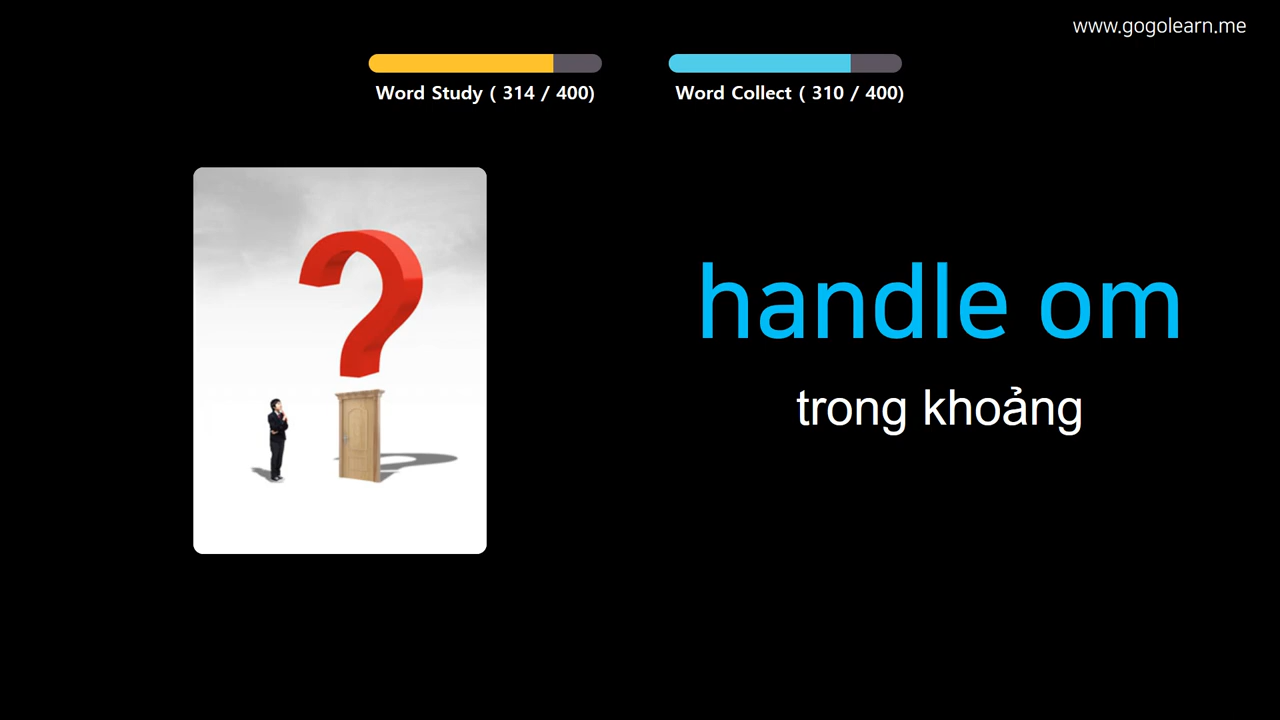 www.gogolearn.me
Word Study ( 314 / 400)
Word Collect ( 310 / 400)
handle om
trong khoảng